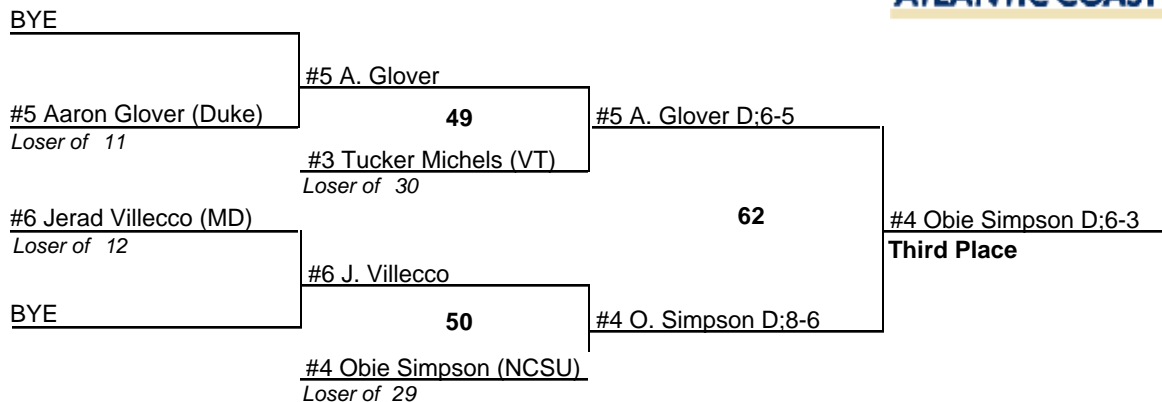 ATLANTIC COAST
BYE
#5 A. Glover
#5 Aaron Glover (Duke)
49
#5 A. Glover D;6-5
Loser of 11
#3 Tucker Michels (VT)
Loser of 30
#6 Jerad Villecco (MD)
62
#4 Obie Simpson D;6-3
Loser of 12
Third Place
#6 J. Villecco
BYE
50
#4 O. Simpson D;8-6
#4 Obie Simpson (NCSU)
Loser of 29